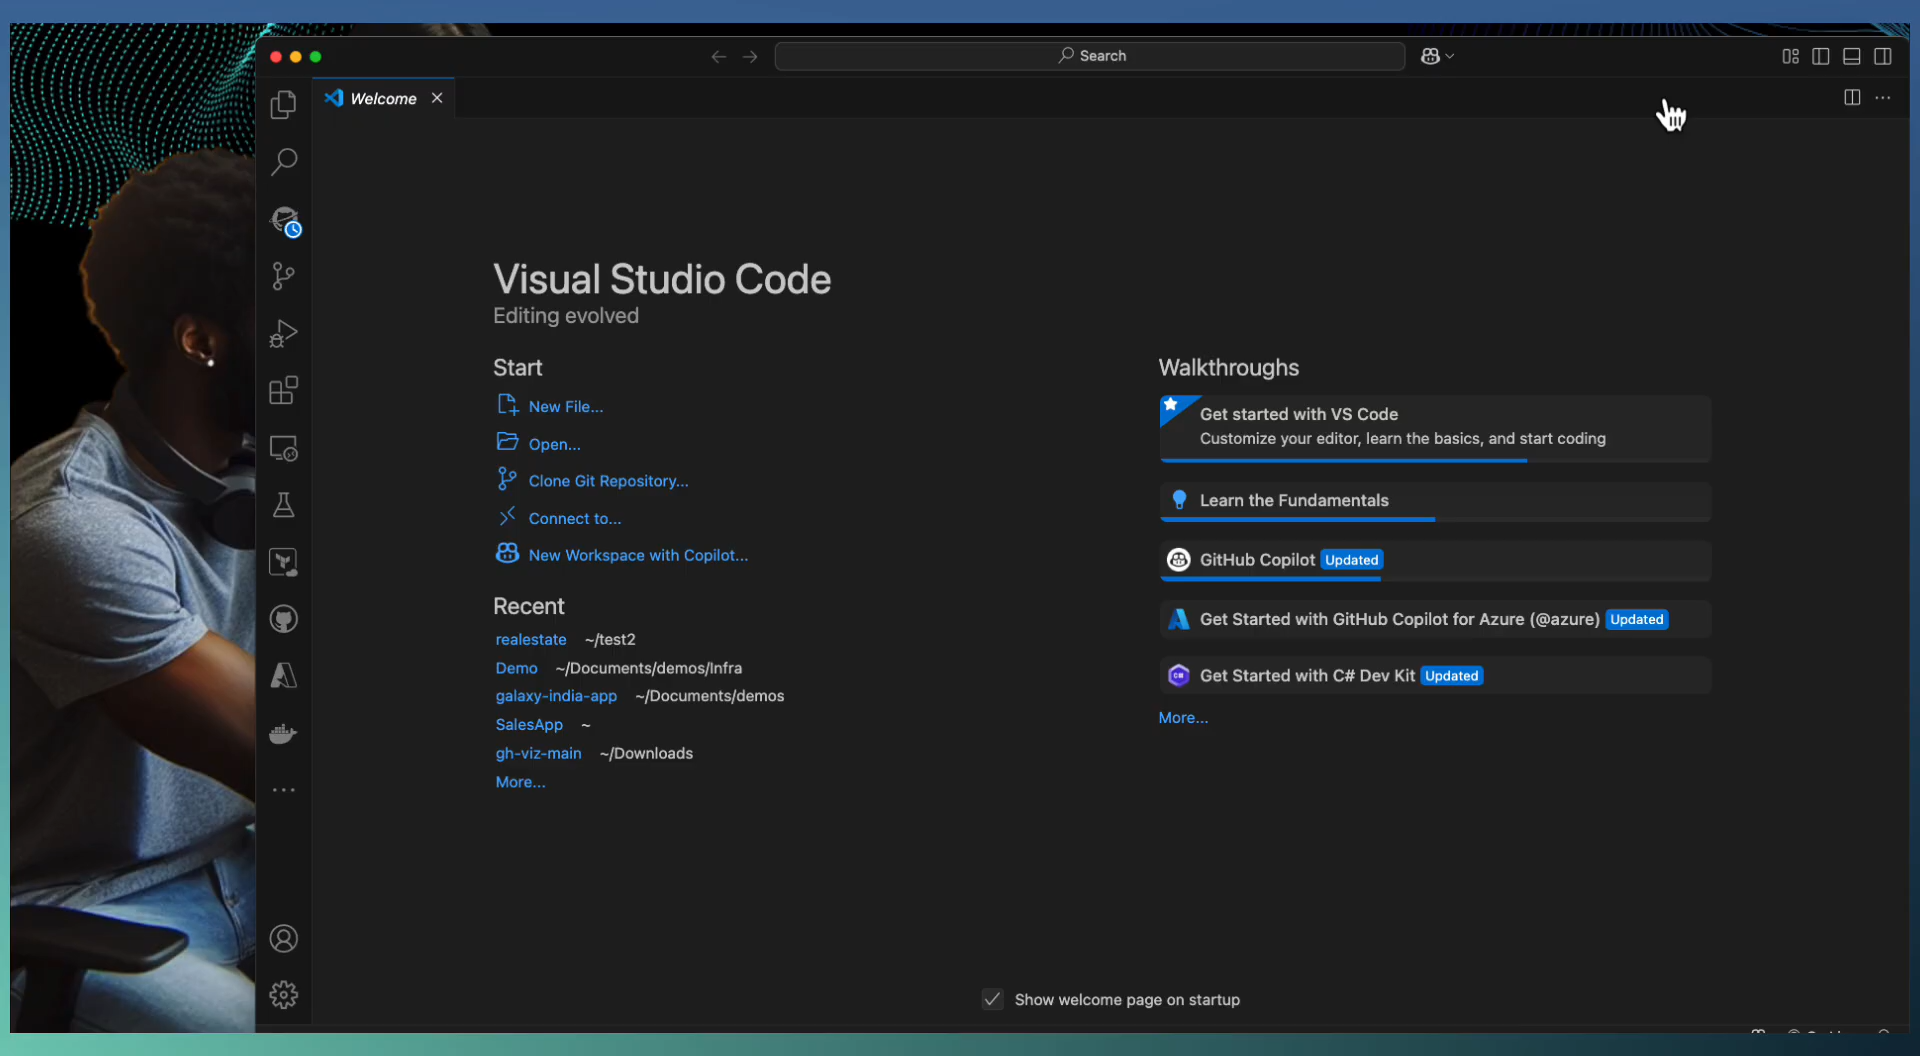 Search
Welcome
Visual Studio Code
Editing evolved
Start
New File...
Open...
Clone Git Repository...
Connect to...
New Workspace with Copilot...
Recent
realestate ~/test2
Demo ~/Documents/demos/Infra
galaxy-india-app ~/Documents/demos
SalesApp ~
gh-viz-main ~/Downloads
More...
Walkthroughs
Get started with VS Code
Customize your editor, learn the basics, and start coding
Learn the Fundamentals
GitHub Copilot Updated
Get Started with GitHub Copilot for Azure (@azure) Updated
Get Started with C# Dev Kit Updated
More...
Show welcome page on startup